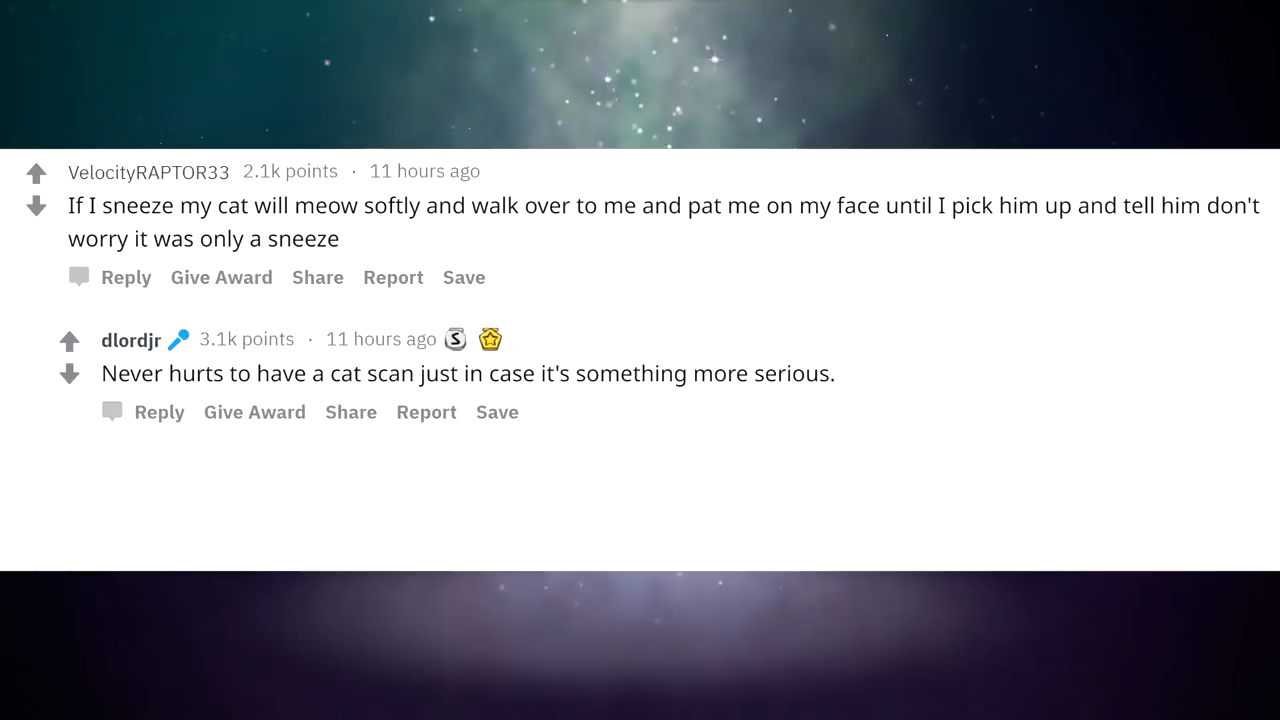 VelocityRAPTOR33 2.1k points · 11 hours ago
If I sneeze my cat will meow softly and walk over to me and pat me on my face until I pick him up and tell him don't
worry it was only a sneeze
Reply Give Award Share Report Save
dlordjr 3.1k points · 11 hours ago S
Never hurts to have a cat scan just in case it's something more serious.
Reply Give Award Share Report Save